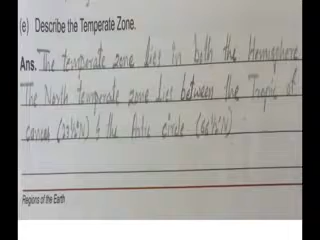 (e) Describe the Temperate Zone.
Ans. The temperate zone lies in both the Hemisphere
The North temperate zone lies between the Tropic of
cancer (23½°N) & the Artic circle (66½°N)
Regions of the Earth